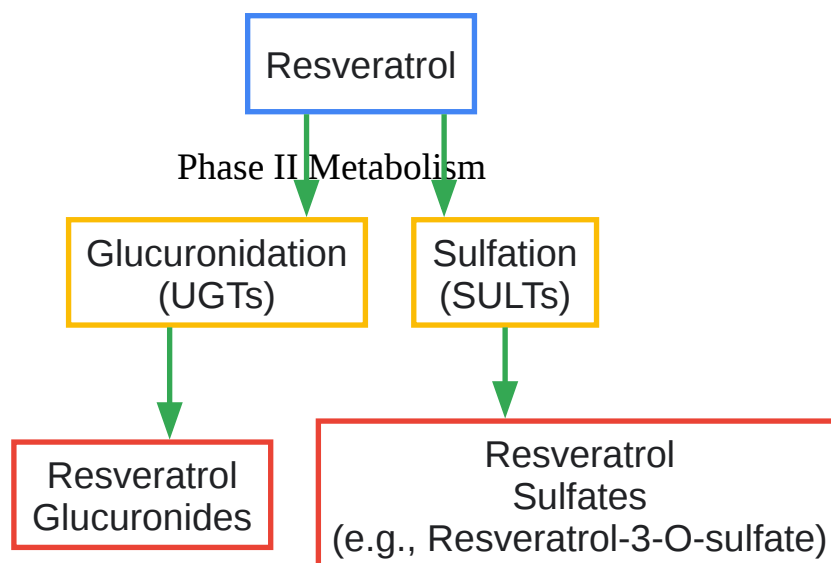 Resveratrol
Phase II Metabolism
Glucuronidation
(UGTs)
Sulfation
(SULTs)
Resveratrol
Glucuronides
Resveratrol
Sulfates
(e.g., Resveratrol-3-O-sulfate)